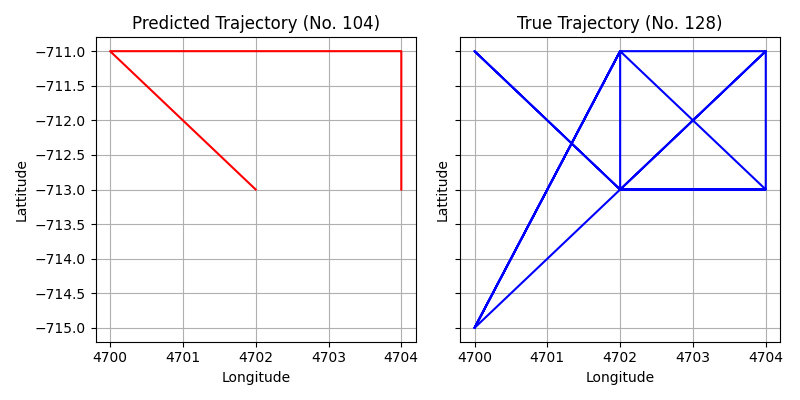 Predicted Trajectory (No. 104)
True Trajectory (No. 128)
Lattitude
−711.0
−711.5
−712.0
−712.5
−713.0
−713.5
−714.0
−714.5
−715.0
4700 4701 4702 4703 4704
Longitude
Lattitude
4700 4701 4702 4703 4704
Longitude